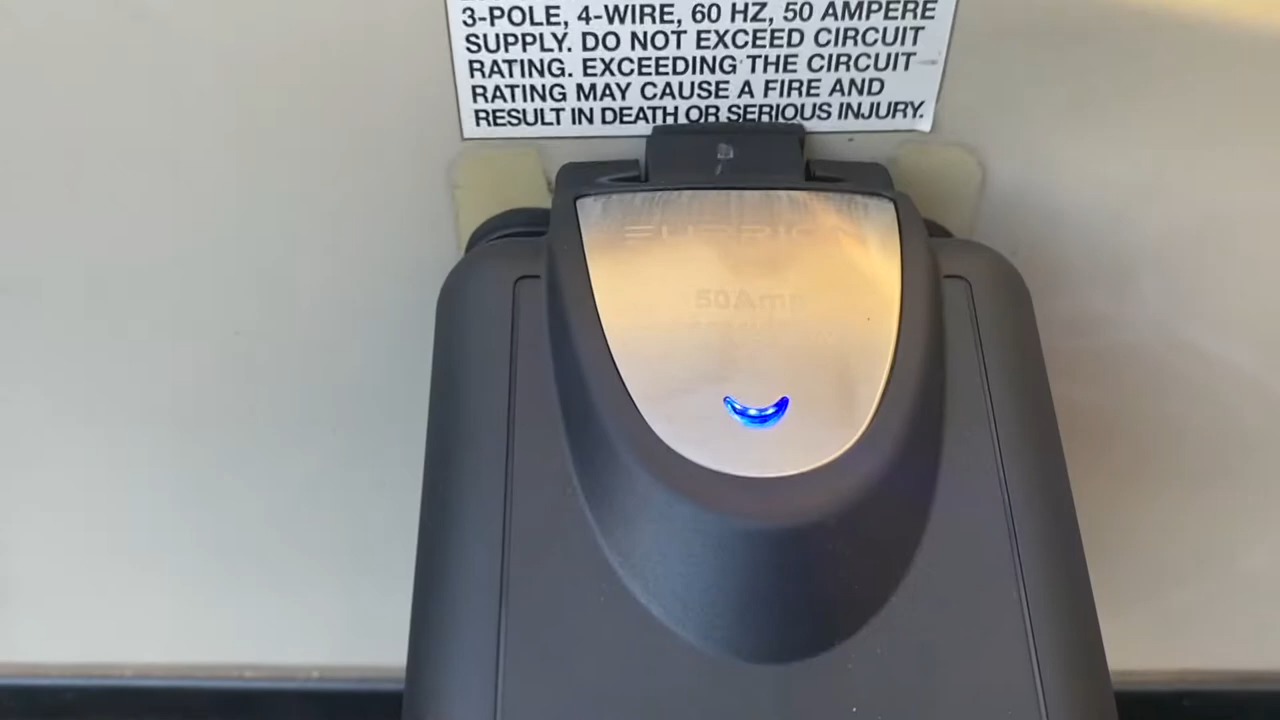 3-POLE, 4-WIRE, 60 HZ, 50 AMPERE
SUPPLY. DO NOT EXCEED CIRCUIT
RATING. EXCEEDING THE CIRCUIT
RATING MAY CAUSE A FIRE AND
RESULT IN DEATH OR SERIOUS INJURY.
FURRION
50Amp